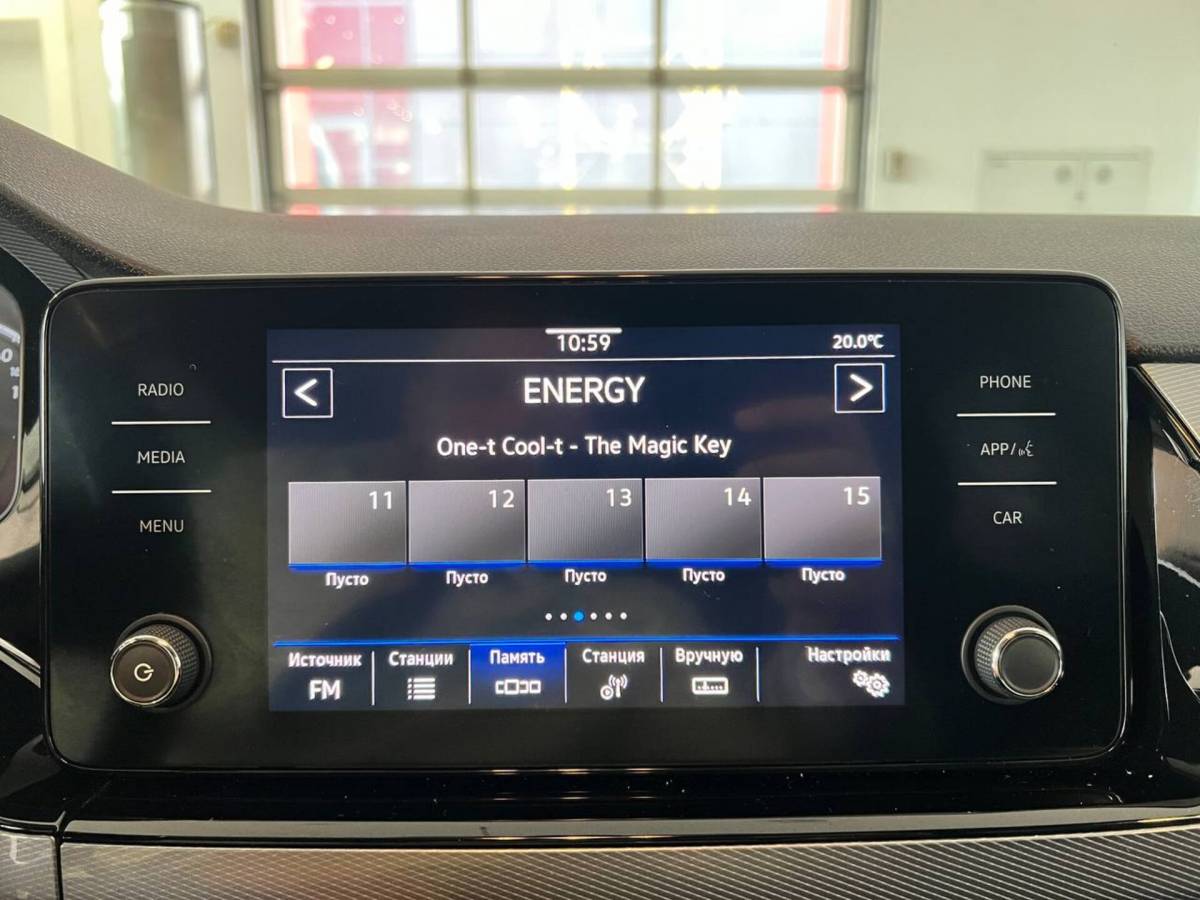 RADIO
MEDIA
MENU
10:59
20.0°C
<
ENERGY
>
One-t Cool-t - The Magic Key
11
12
13
14
15
Пусто
Пусто
Пусто
Пусто
Пусто
Источник
FM
Станции
Память
Станция
Вручную
Настройки
PHONE
APP/
CAR